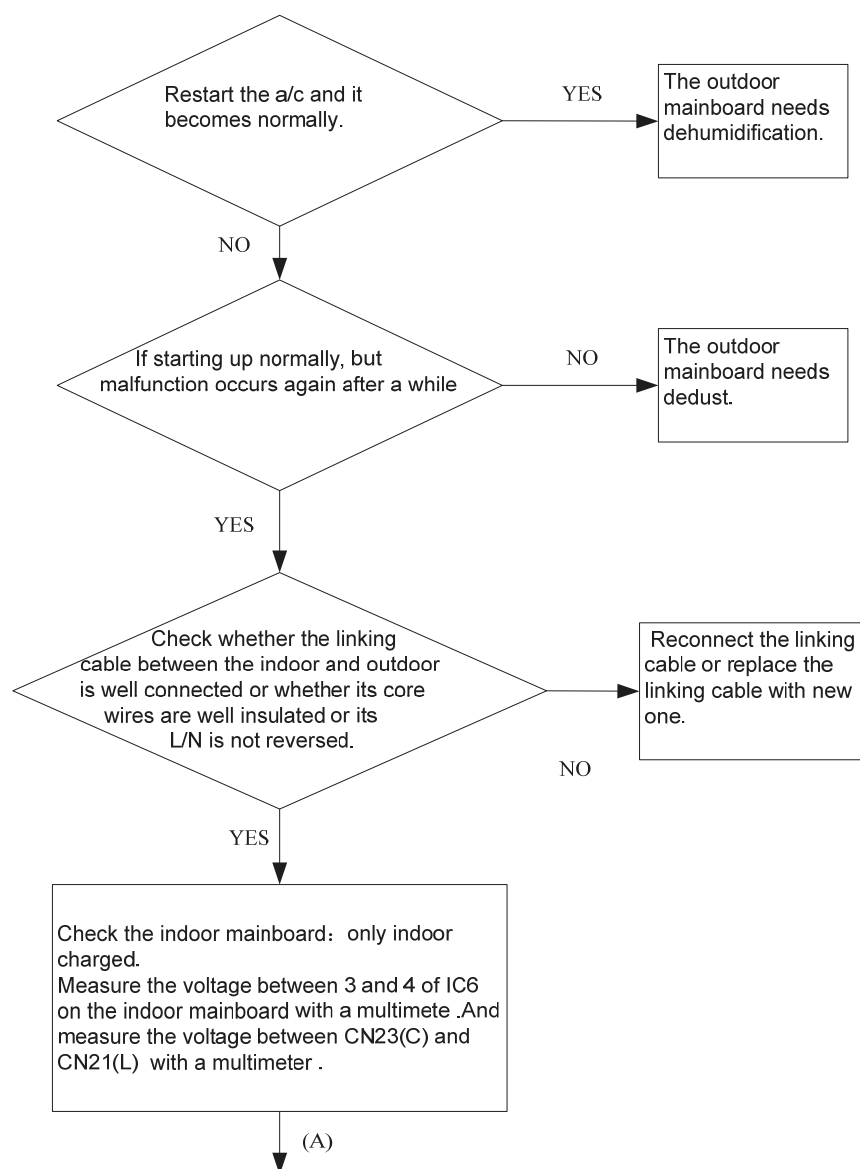 Restart the a/c and it
becomes normally.
YES
The outdoor
mainboard needs
dehumidification.
NO
If starting up normally, but
malfunction occurs again after a while
NO
The outdoor
mainboard needs
dedust.
YES
Check whether the linking
cable between the indoor and outdoor
is well connected or whether its core
wires are well insulated or its
L/N is not reversed.
NO
Reconnect the linking
cable or replace the
linking cable with new
one.
YES
Check the indoor mainboard：only indoor
charged.
Measure the voltage between 3 and 4 of IC6
on the indoor mainboard with a multimete .And
measure the voltage between CN23(C) and
CN21(L) with a multimeter .
(A)